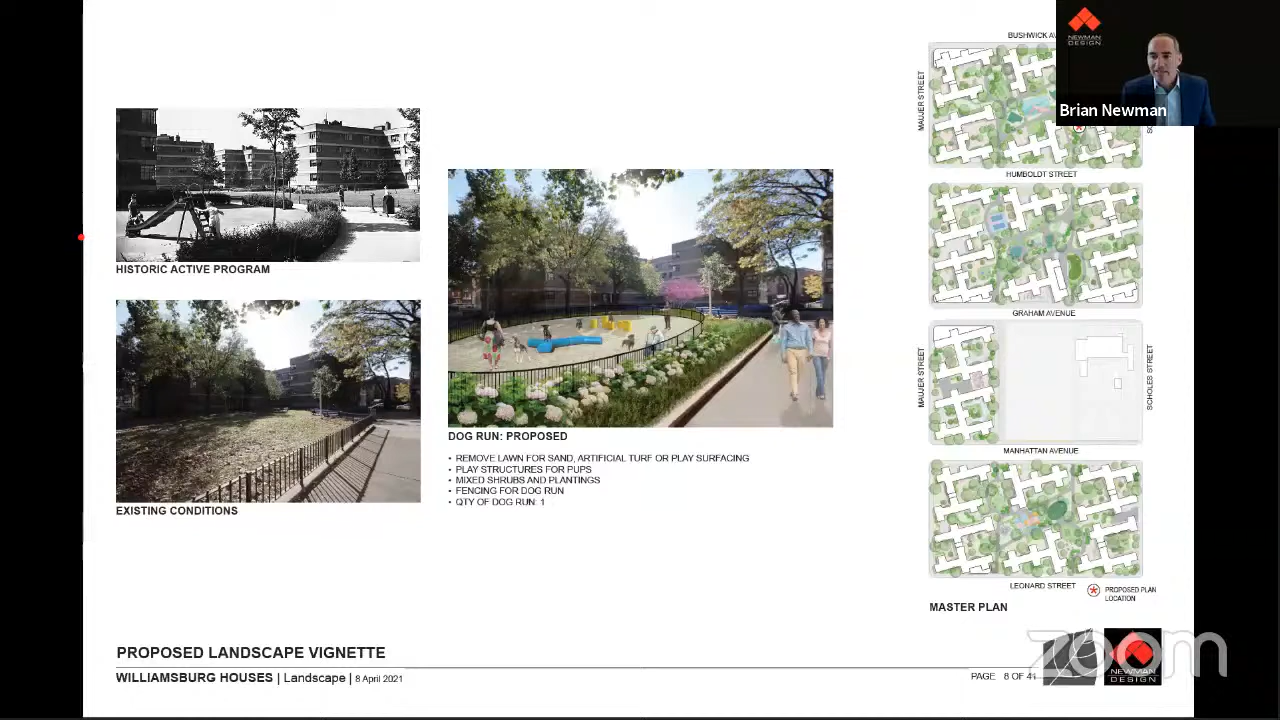 NEWMAN
DESIGN
Brian Newman
BUSHWICK AV
MAUJER STREET
HUMBOLDT STREET
GRAHAM AVENUE
MAUJER STREET
SCHOLES STREET
MANHATTAN AVENUE
LEONARD STREET
PROPOSED PLAN
LOCATION
MASTER PLAN
HISTORIC ACTIVE PROGRAM
EXISTING CONDITIONS
DOG RUN: PROPOSED
• REMOVE LAWN FOR SAND, ARTIFICIAL TURF OR PLAY SURFACING
• PLAY STRUCTURES FOR PUPS
• MIXED SHRUBS AND PLANTINGS
• FENCING FOR DOG RUN
• QTY OF DOG RUN: 1
PROPOSED LANDSCAPE VIGNETTE
WILLIAMSBURG HOUSES | Landscape | 8 April 2021
PAGE 8 OF 41
zoom
NEWMAN
DESIGN